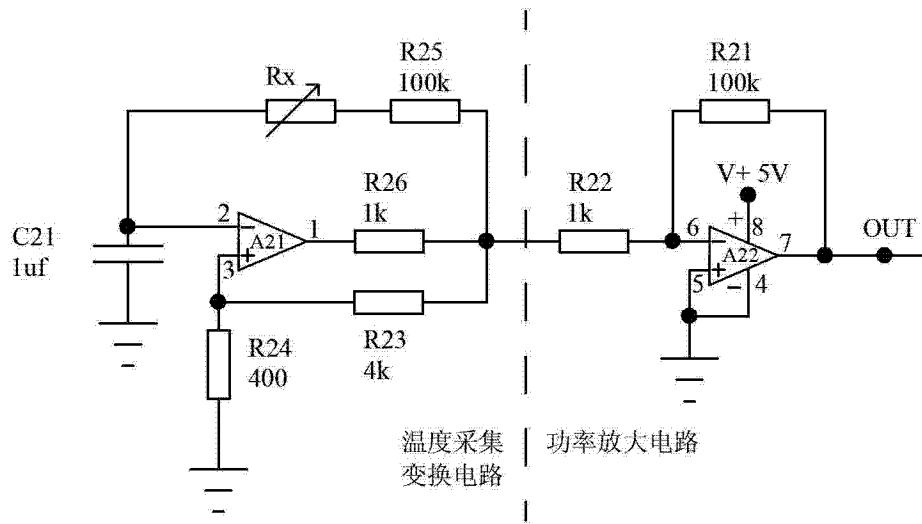 Rx
R25
100k
R21
100k
V+ 5V
R26
1k
R22
1k
C21
1uf
2
−
A21
1
3
+
6
−
+
8
A22
7
OUT
5
+
−
4
R24
400
R23
4k
温度采集
变换电路
功率放大电路